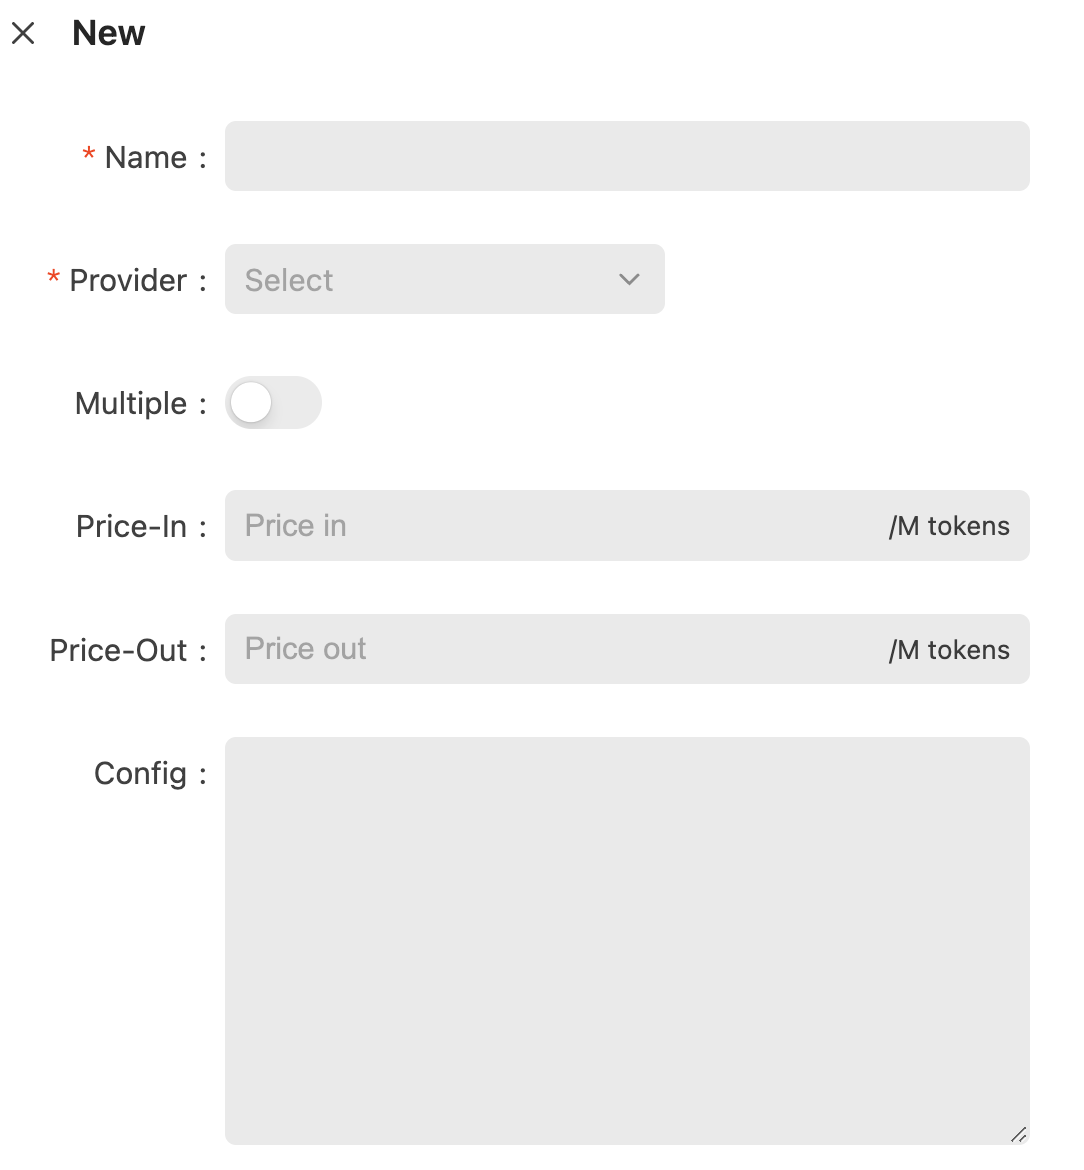 New
* Name :
* Provider : Select
Multiple :
Price-In : Price in /M tokens
Price-Out : Price out /M tokens
Config :